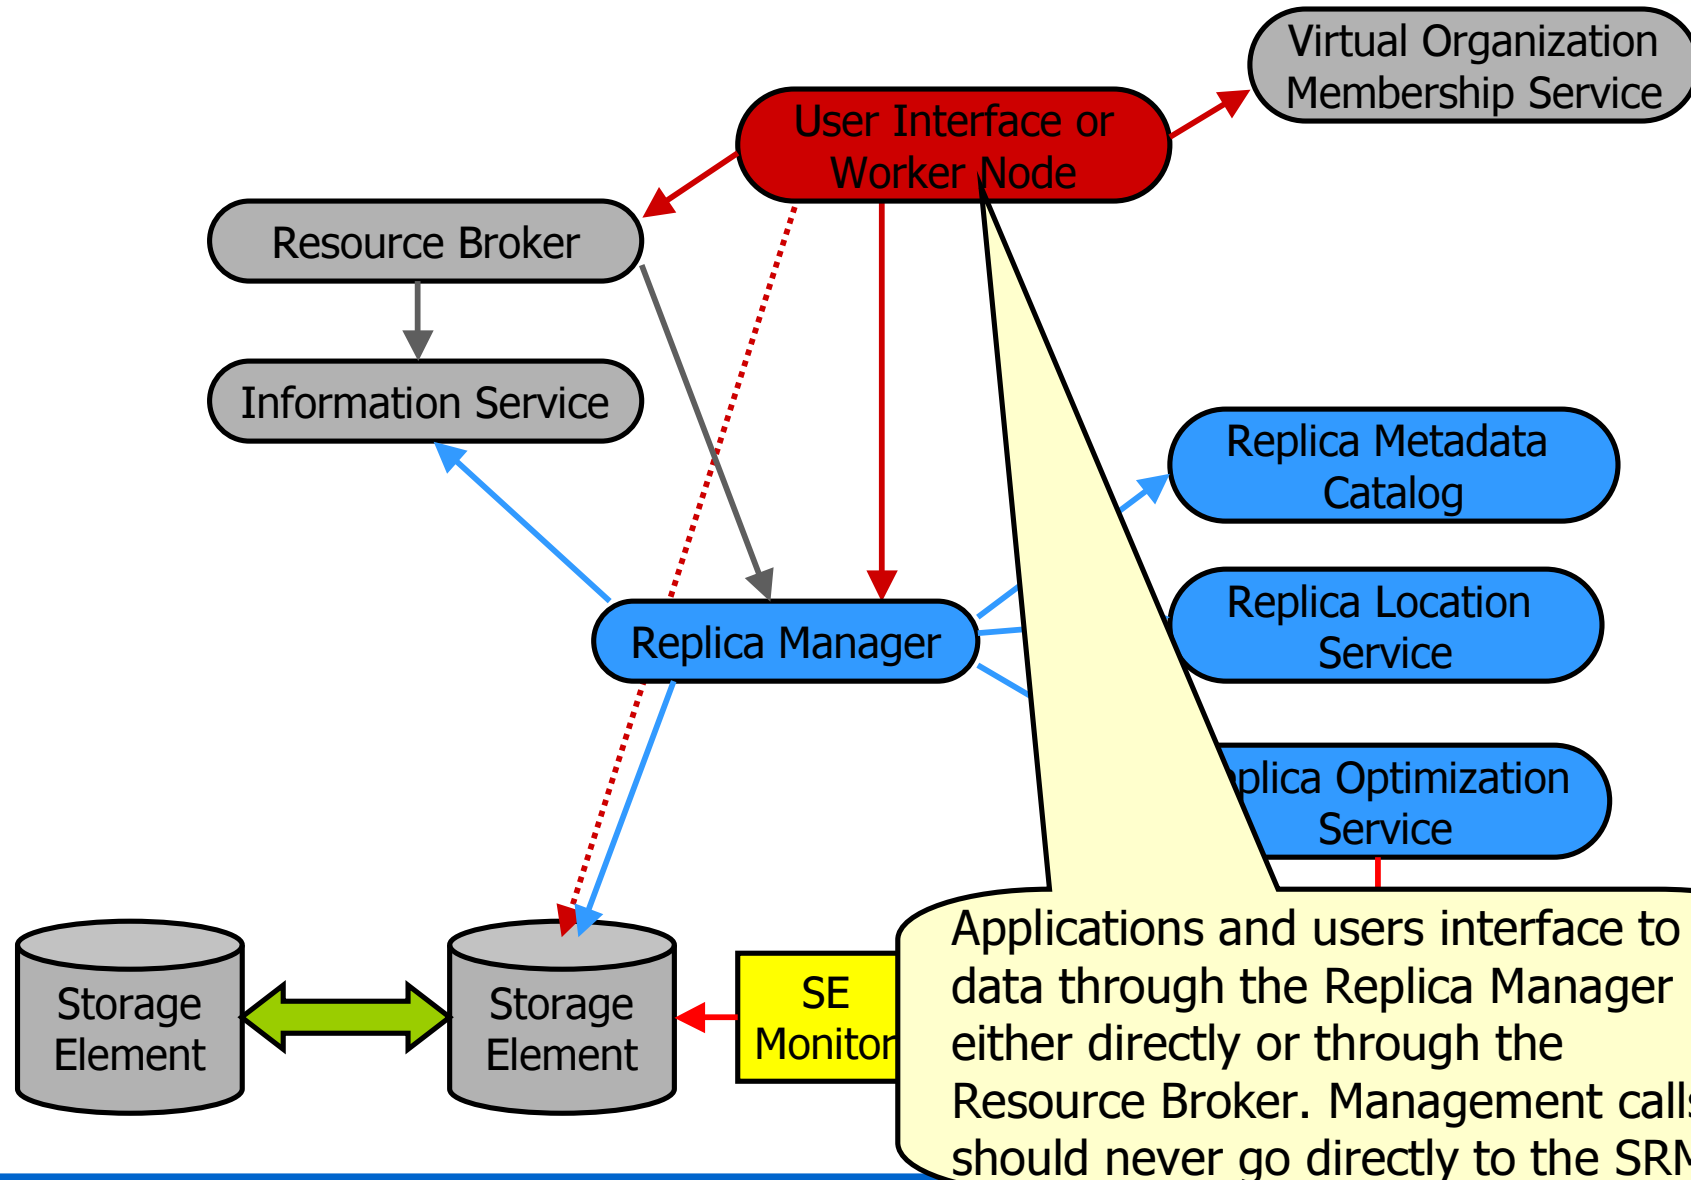 Virtual Organization
Membership Service
User Interface or
Worker Node
Resource Broker
Information Service
Replica Metadata
Catalog
Replica Location
Service
Replica Manager
plica Optimization
Service
Storage
Element
Storage
Element
SE
Monitor
Applications and users interface to
data through the Replica Manager
either directly or through the
Resource Broker. Management calls
should never go directly to the SRM